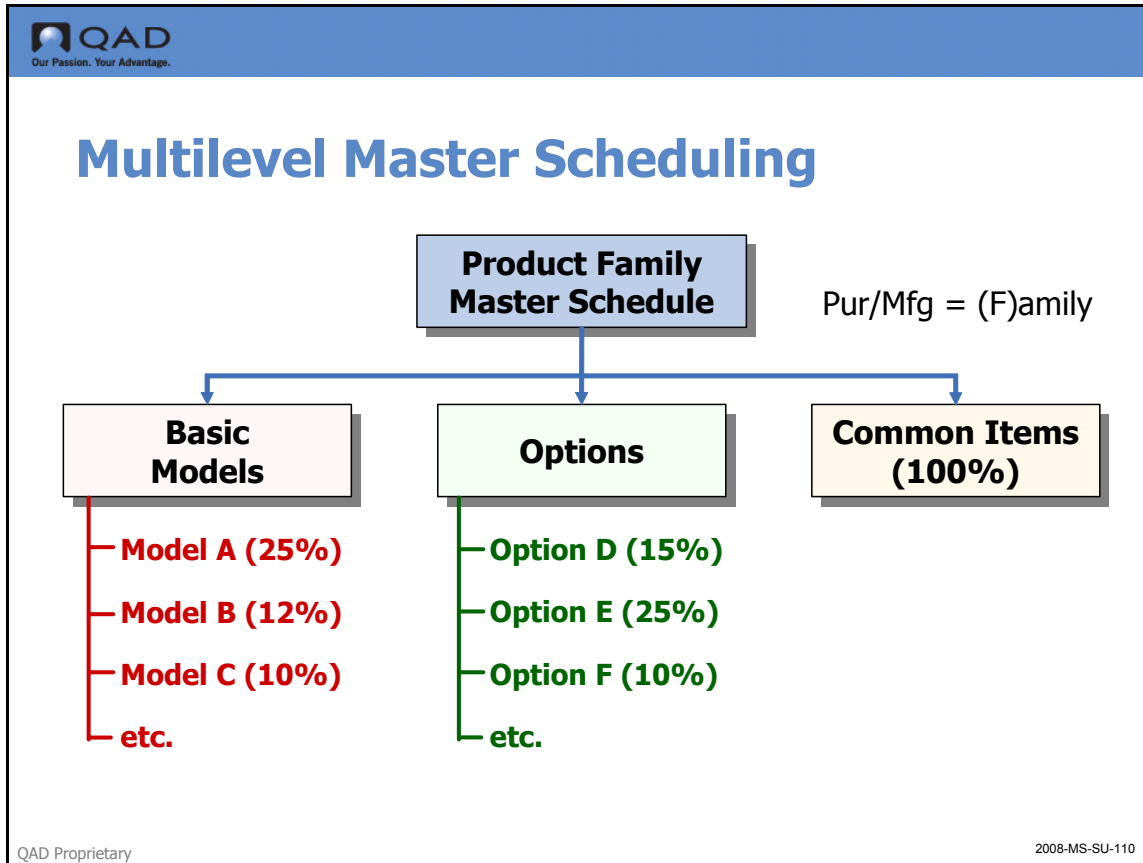 QAD
Our Passion. Your Advantage.
Multilevel Master Scheduling
Product Family
Master Schedule
Pur/Mfg = (F)amily
Basic
Models
Options
Common Items
(100%)
Model A (25%)
Model B (12%)
Model C (10%)
etc.
Option D (15%)
Option E (25%)
Option F (10%)
etc.
QAD Proprietary
2008-MS-SU-110